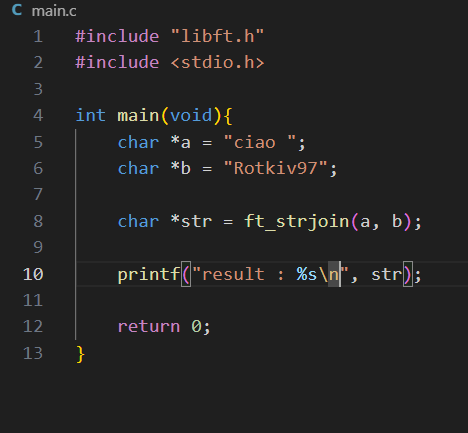 C main.c
1 #include "libft.h"
2 #include <stdio.h>
3
4 int main(void){
5     char *a = "ciao ";
6     char *b = "Rotkiv97";
7
8     char *str = ft_strjoin(a, b);
9
10     printf("result : %s\n", str);
11
12     return 0;
13 }